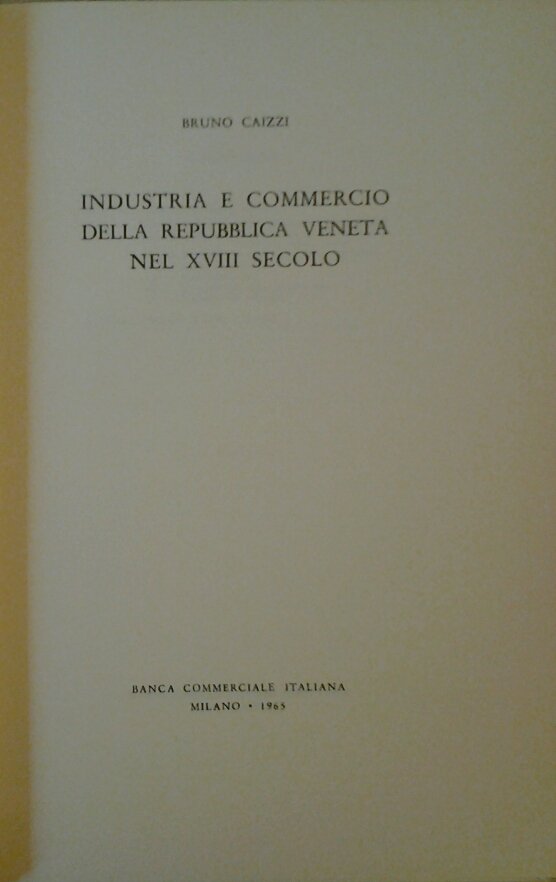 BRUNO CAIZZI
INDUSTRIA E COMMERCIO
DELLA REPUBBLICA VENETA
NEL XVIII SECOLO
BANCA COMMERCIALE ITALIANA
MILANO • 1965